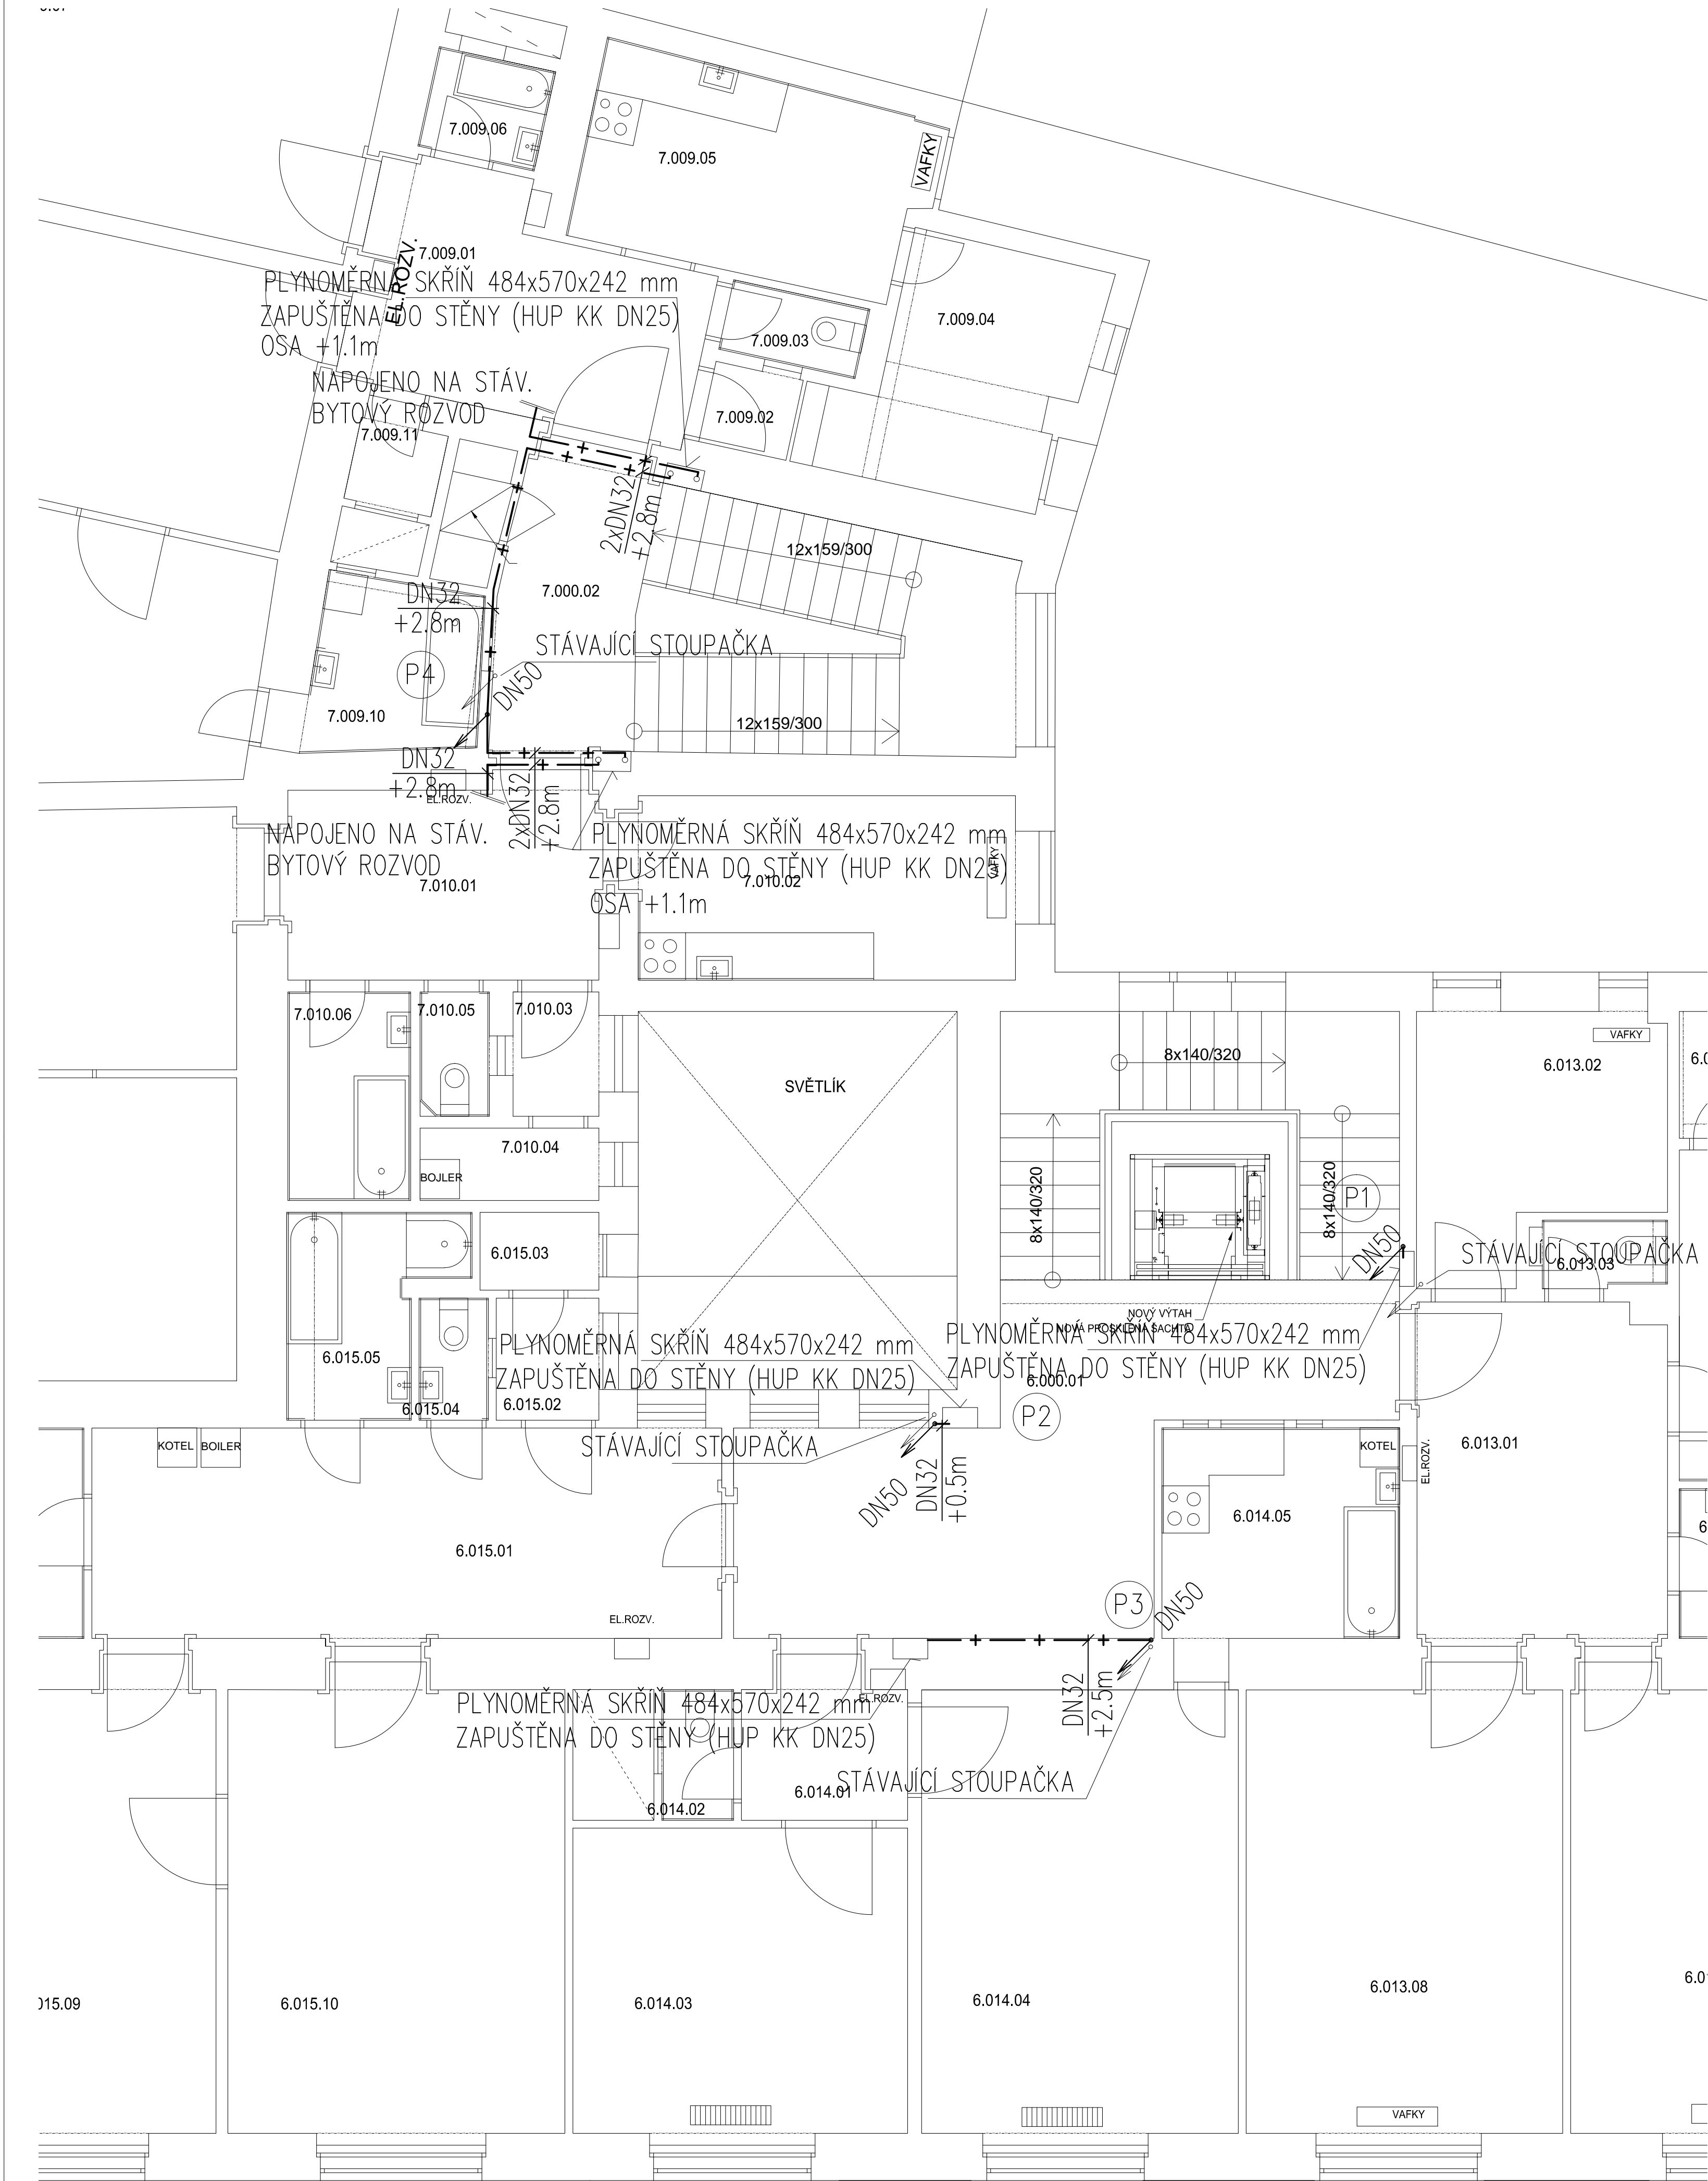 7.009.06
7.009.05
VAFKY
7.009.01
EL.ROZV.
PLYNOMĚRNÁ SKŘÍŇ 484x570x242 mm
ZAPUŠTĚNA DO STĚNY (HUP KK DN25)
OSA +1.1m
7.009.04
7.009.03
NAPOJENO NA STÁV.
BYTOVÝ ROZVOD
7.009.02
7.009.11
2xDN32
+2.8m
12x159/300
7.000.02
DN32
+2.8m
STÁVAJÍCÍ STOUPAČKA
P4
DN50
7.009.10
12x159/300
DN32
+2.8m
EL.ROZV.
2xDN32
+2.8m
NAPOJENO NA STÁV.
BYTOVÝ ROZVOD
PLYNOMĚRNÁ SKŘÍŇ 484x570x242 mm
ZAPUŠTĚNA DO STĚNY (HUP KK DN25)
OSA +1.1m
VAFKY
7.010.01
7.010.02
7.010.06
7.010.05
7.010.03
8x140/320
VAFKY
6.013.02
SVĚTLÍK
7.010.04
BOJLER
8x140/320
8x140/320
P1
DN50
6.015.03
STÁVAJÍCÍ STOUPAČKA
6.013.03
NOVÝ VÝTAH
NOVÁ PROSKLENÁ ŠACHTA
PLYNOMĚRNÁ SKŘÍŇ 484x570x242 mm
ZAPUŠTĚNA DO STĚNY (HUP KK DN25)
PLYNOMĚRNÁ SKŘÍŇ 484x570x242 mm
ZAPUŠTĚNA DO STĚNY (HUP KK DN25)
6.015.05
6.000.01
6.015.04
6.015.02
P2
KOTEL
BOILER
STÁVAJÍCÍ STOUPAČKA
KOTEL
6.013.01
EL.ROZV.
DN50
DN32
+0.5m
6.014.05
6.015.01
P3
DN50
EL.ROZV.
EL.ROZV.
PLYNOMĚRNÁ SKŘÍŇ 484x570x242 mm
ZAPUŠTĚNA DO STĚNY (HUP KK DN25)
DN32
+2.5m
STÁVAJÍCÍ STOUPAČKA
6.014.01
6.014.02
015.09
6.015.10
6.014.03
6.014.04
6.013.08
VAFKY